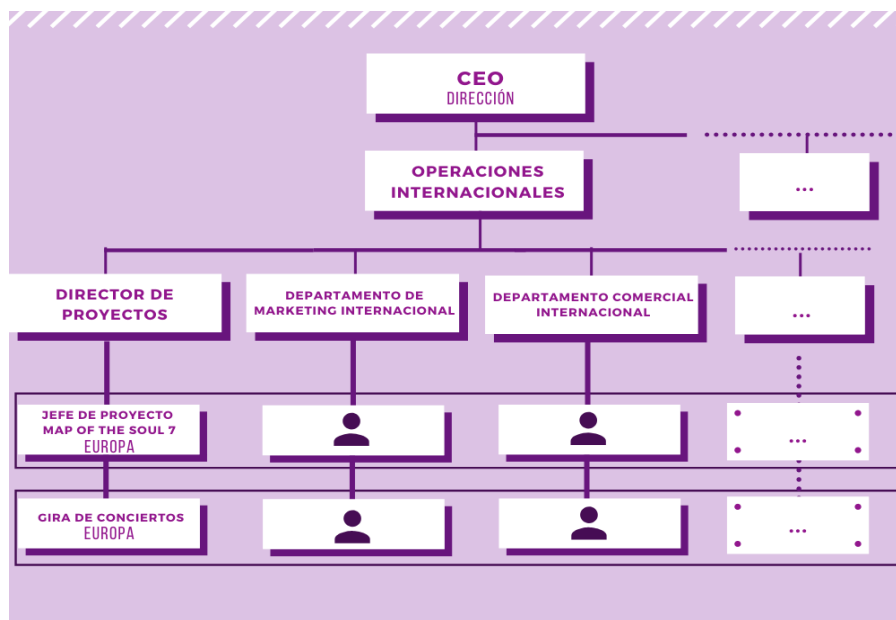 CEO
DIRECCIÓN
OPERACIONES
INTERNACIONALES
...
DIRECTOR DE
PROYECTOS
DEPARTAMENTO DE
MARKETING INTERNACIONAL
DEPARTAMENTO COMERCIAL
INTERNACIONAL
...
JEFE DE PROYECTO
MAP OF THE SOUL 7
EUROPA
...
GIRA DE CONCIERTOS
EUROPA
...